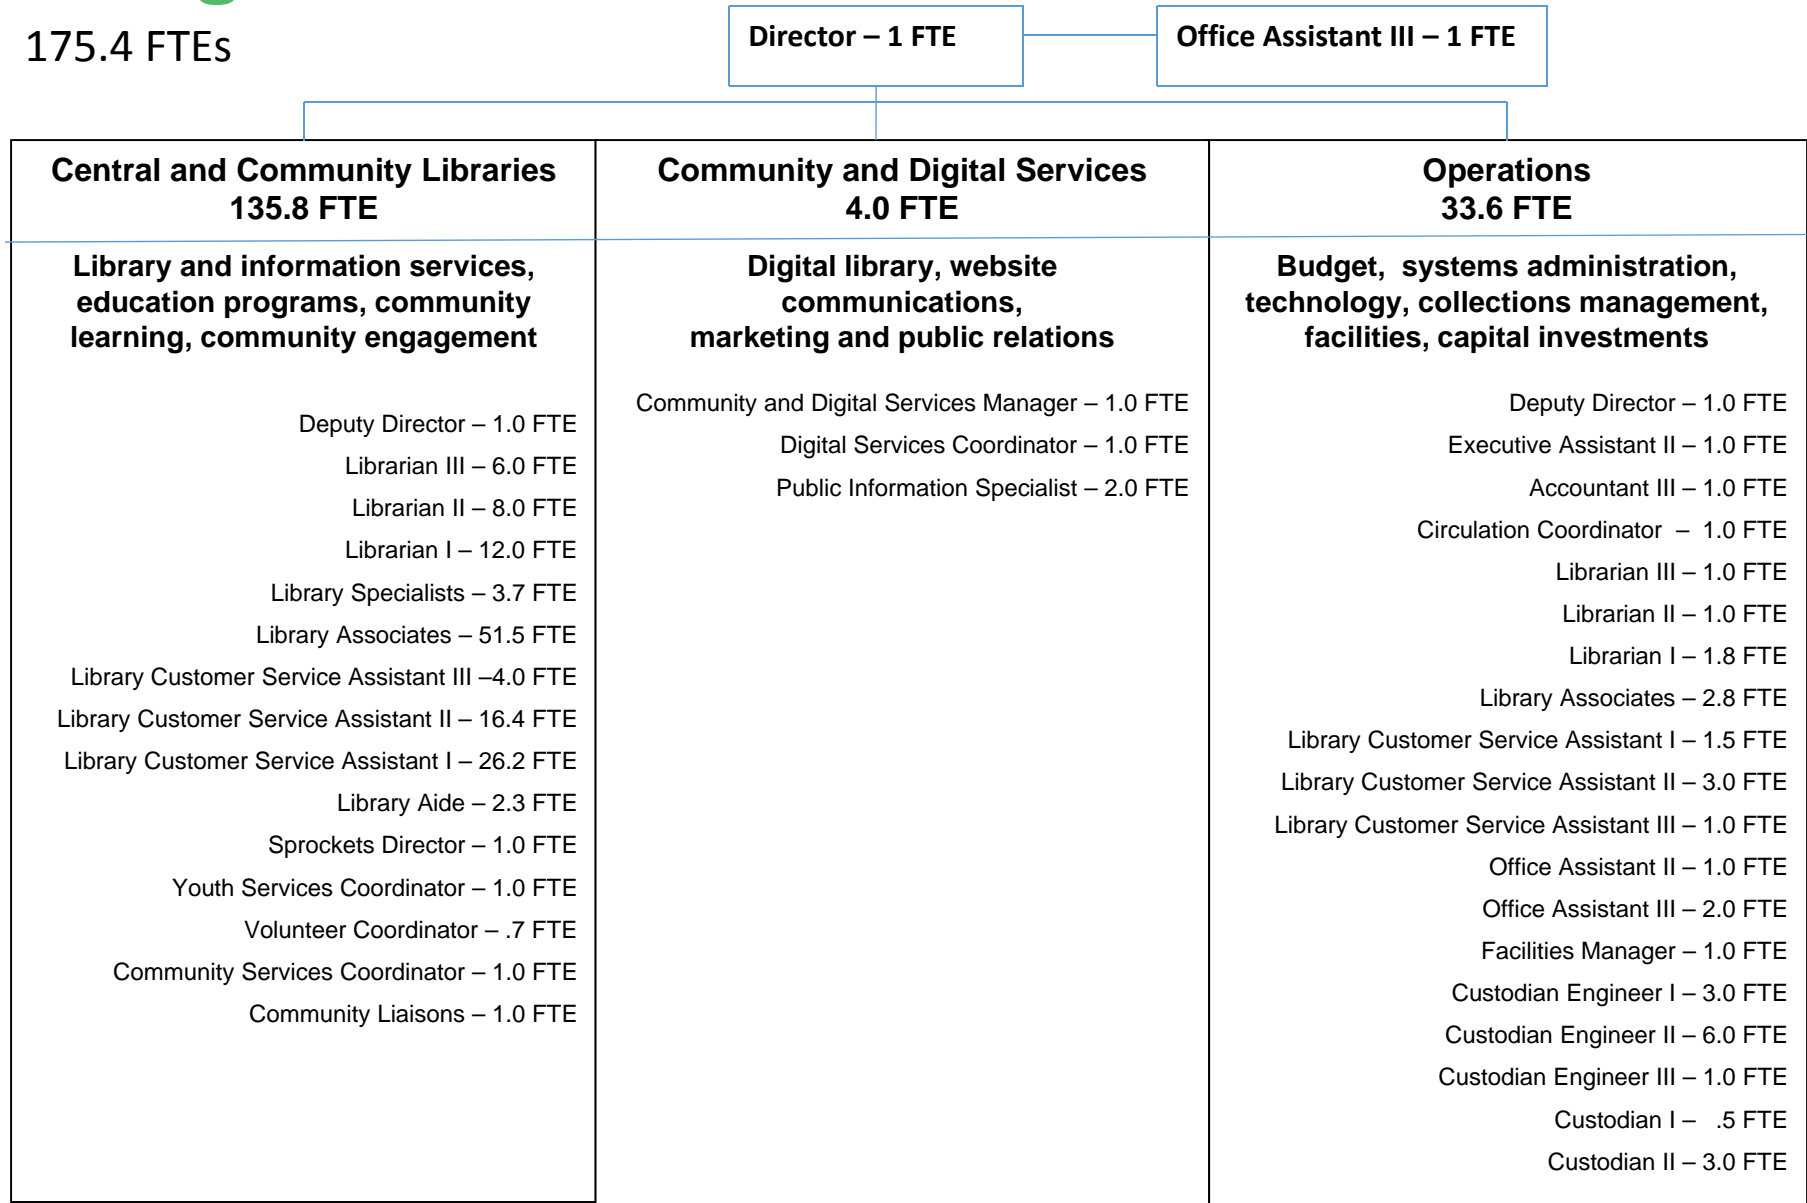 175.4 FTEs
Director – 1 FTE
Office Assistant III – 1 FTE
Central and Community Libraries
135.8 FTE
Library and information services,
education programs, community
learning, community engagement
Deputy Director – 1.0 FTE
Librarian III – 6.0 FTE
Librarian II – 8.0 FTE
Librarian I – 12.0 FTE
Library Specialists – 3.7 FTE
Library Associates – 51.5 FTE
Library Customer Service Assistant III –4.0 FTE
Library Customer Service Assistant II – 16.4 FTE
Library Customer Service Assistant I – 26.2 FTE
Library Aide – 2.3 FTE
Sprockets Director – 1.0 FTE
Youth Services Coordinator – 1.0 FTE
Volunteer Coordinator – .7 FTE
Community Services Coordinator – 1.0 FTE
Community Liaisons – 1.0 FTE
Community and Digital Services
4.0 FTE
Digital library, website
communications,
marketing and public relations
Community and Digital Services Manager – 1.0 FTE
Digital Services Coordinator – 1.0 FTE
Public Information Specialist – 2.0 FTE
Operations
33.6 FTE
Budget,  systems administration,
technology, collections management,
facilities, capital investments
Deputy Director – 1.0 FTE
Executive Assistant II – 1.0 FTE
Accountant III – 1.0 FTE
Circulation Coordinator  –  1.0 FTE
Librarian III – 1.0 FTE
Librarian II – 1.0 FTE
Librarian I – 1.8 FTE
Library Associates – 2.8 FTE
Library Customer Service Assistant I – 1.5 FTE
Library Customer Service Assistant II – 3.0 FTE
Library Customer Service Assistant III – 1.0 FTE
Office Assistant II – 1.0 FTE
Office Assistant III – 2.0 FTE
Facilities Manager – 1.0 FTE
Custodian Engineer I – 3.0 FTE
Custodian Engineer II – 6.0 FTE
Custodian Engineer III – 1.0 FTE
Custodian I –   .5 FTE
Custodian II – 3.0 FTE